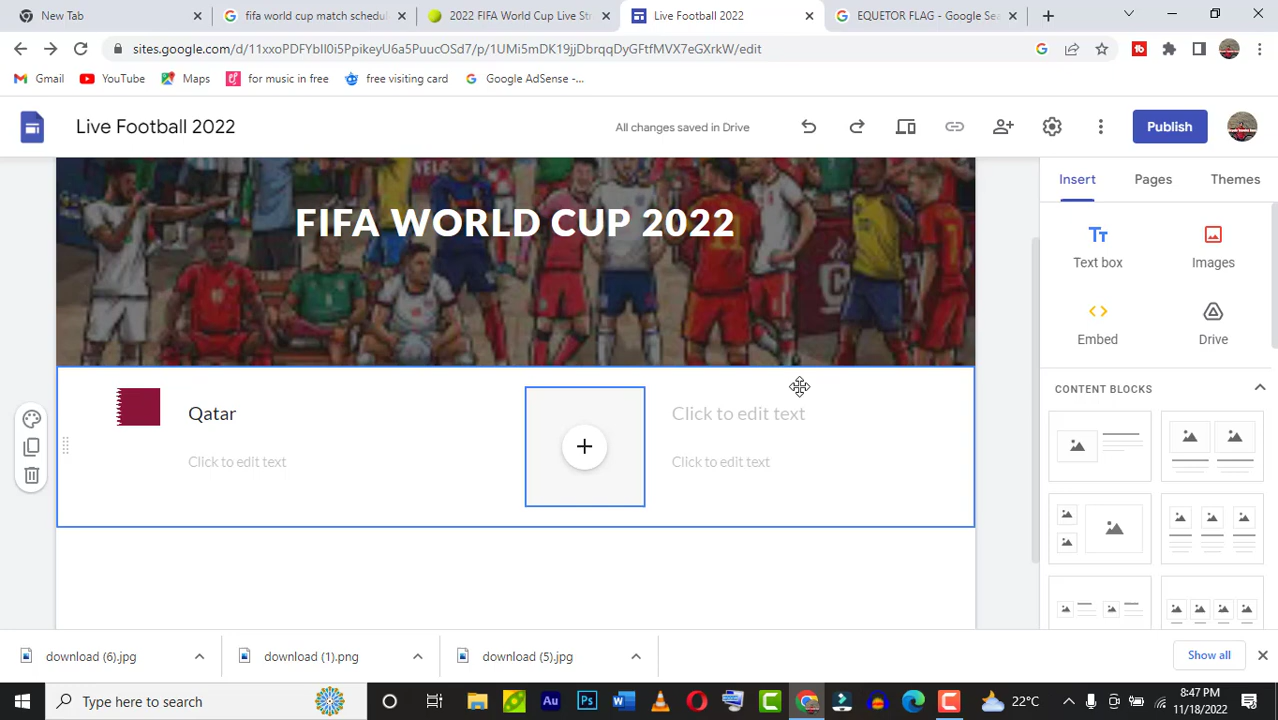 New Tab
fifa world cup match schedul
2022 FIFA World Cup Live Str
Live Football 2022
EQUETOR FLAG - Google Sea
sites.google.com/d/11xxoPDFYbIl0i5PpikeyU6a5PuucOSd7/p/1UMi5mDK19jjDbrqqDyGFtfMVX7eGXrkW/edit
Gmail
YouTube
Maps
for music in free
free visiting card
Google AdSense -...
Live Football 2022
All changes saved in Drive
Publish
Insert
Pages
Themes
FIFA WORLD CUP 2022
Text box
Images
Embed
Drive
CONTENT BLOCKS
Qatar
Click to edit text
Click to edit text
Click to edit text
download (6).jpg
download (1).png
download (5).jpg
Show all
Type here to search
22°C
8:47 PM
11/18/2022